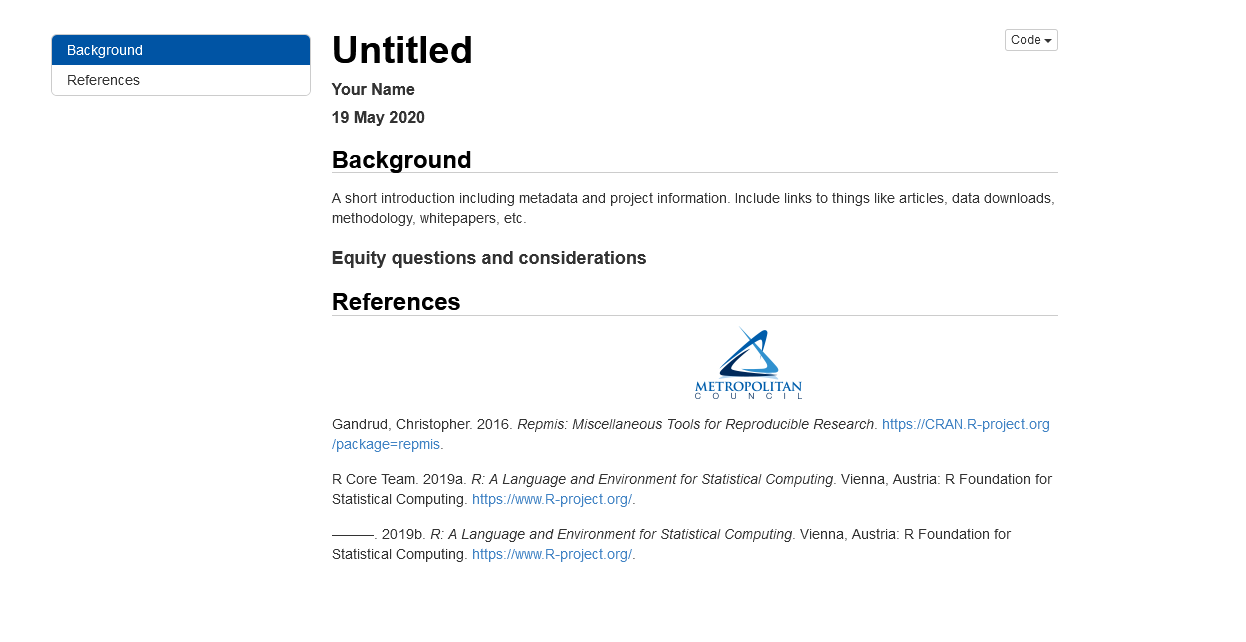 Background
References
Untitled
Code
Your Name
19 May 2020
Background
A short introduction including metadata and project information. Include links to things like articles, data downloads,
methodology, whitepapers, etc.
Equity questions and considerations
References
METROPOLITAN
COUNCIL
Gandrud, Christopher. 2016. Repmis: Miscellaneous Tools for Reproducible Research. https://CRAN.R-project.org
/package=repmis.
R Core Team. 2019a. R: A Language and Environment for Statistical Computing. Vienna, Austria: R Foundation for
Statistical Computing. https://www.R-project.org/.
———. 2019b. R: A Language and Environment for Statistical Computing. Vienna, Austria: R Foundation for
Statistical Computing. https://www.R-project.org/.